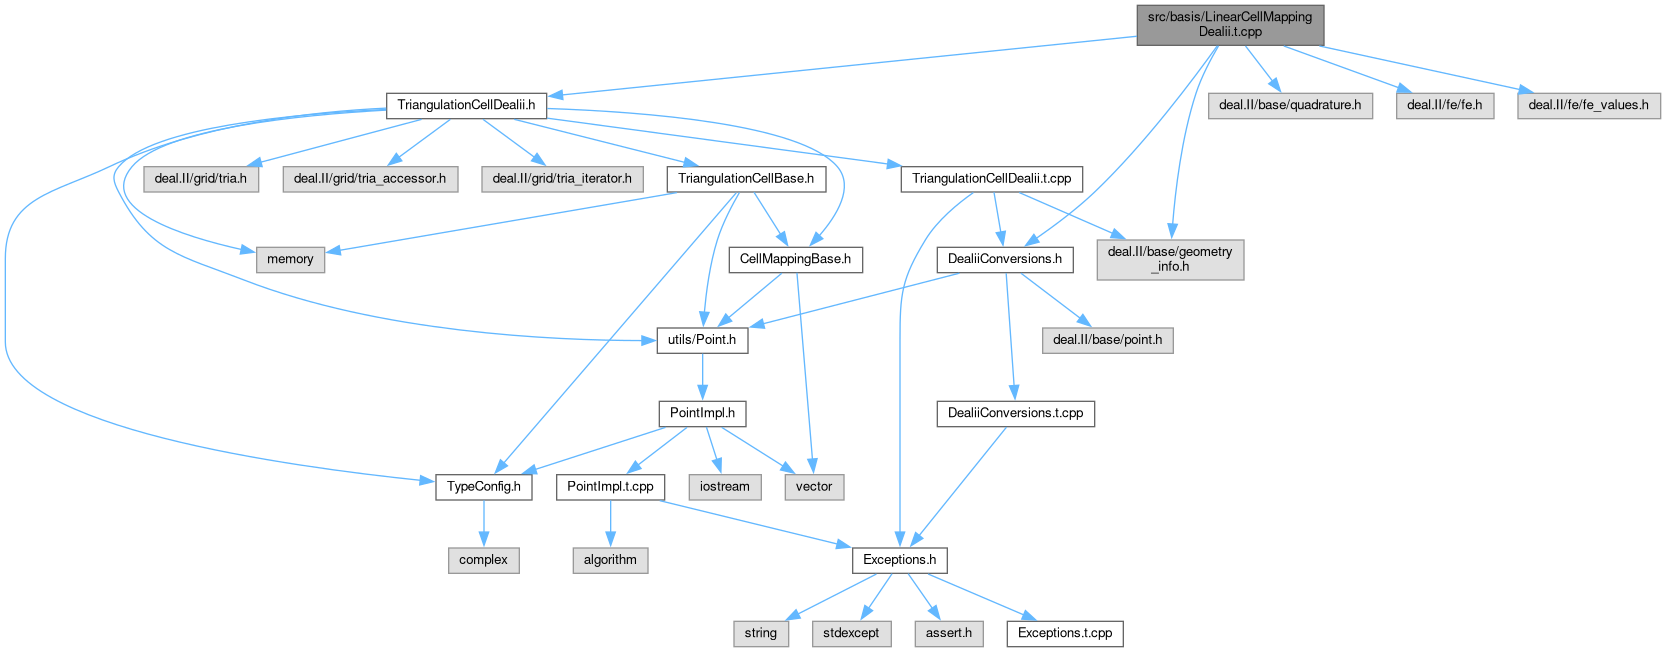 src/basis/LinearCellMapping
Dealii.t.cpp
TriangulationCellDealii.h
deal.II/base/quadrature.h
deal.II/fe/fe.h
deal.II/fe/fe_values.h
deal.II/grid/tria.h
deal.II/grid/tria_accessor.h
deal.II/grid/tria_iterator.h
TriangulationCellBase.h
TriangulationCellDealii.t.cpp
memory
CellMappingBase.h
DealiiConversions.h
deal.II/base/geometry
_info.h
utils/Point.h
deal.II/base/point.h
PointImpl.h
DealiiConversions.t.cpp
TypeConfig.h
PointImpl.t.cpp
iostream
vector
complex
algorithm
Exceptions.h
string
stdexcept
assert.h
Exceptions.t.cpp